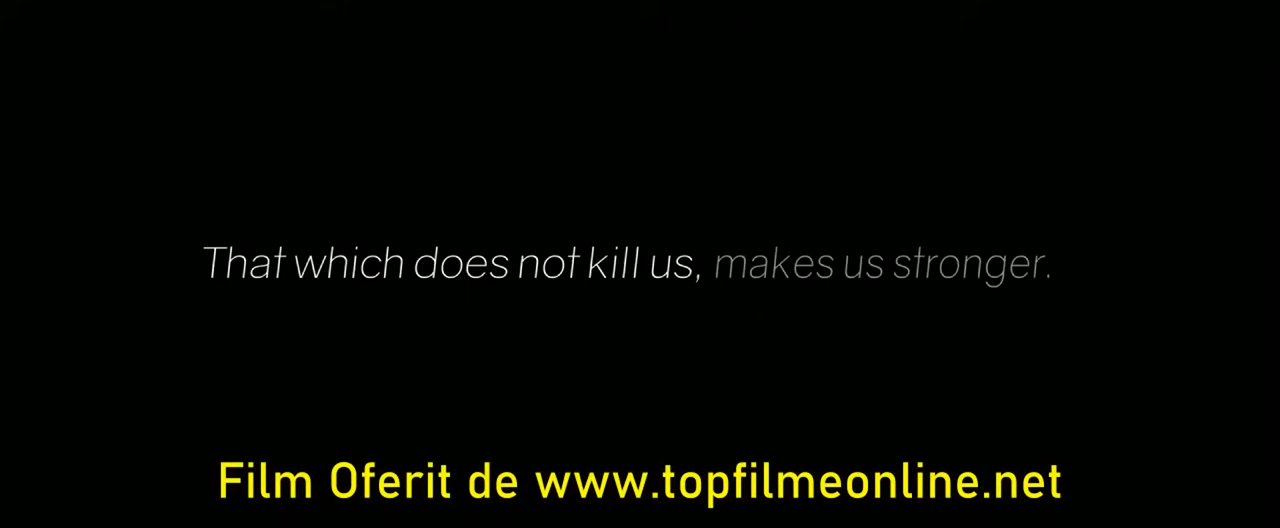 That which does not kill us, makes us stronger.
Film Oferit de www.topfilmeonline.net